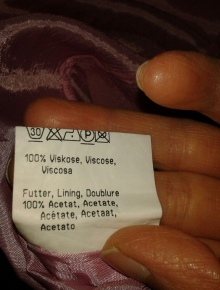 30 P
100% Viskose, Viscose,
Viscosa
Futter, Lining, Doublure
100% Acetat, Acetate,
Acétate, Acetaat,
Acetato